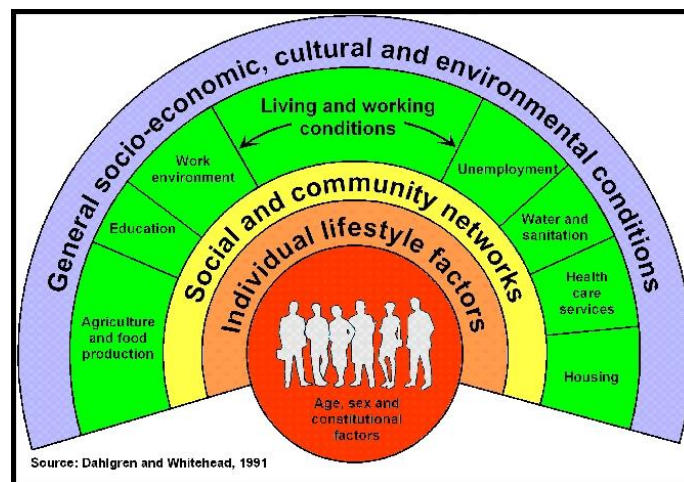 General socio-economic, cultural and environmental conditions
Living and working
conditions
Work
environment
Education
Agriculture
and food
production
Unemployment
Water and
sanitation
Health
care
services
Housing
Social and community networks
Individual lifestyle factors
Age, sex and
constitutional
factors
Source: Dahlgren and Whitehead, 1991